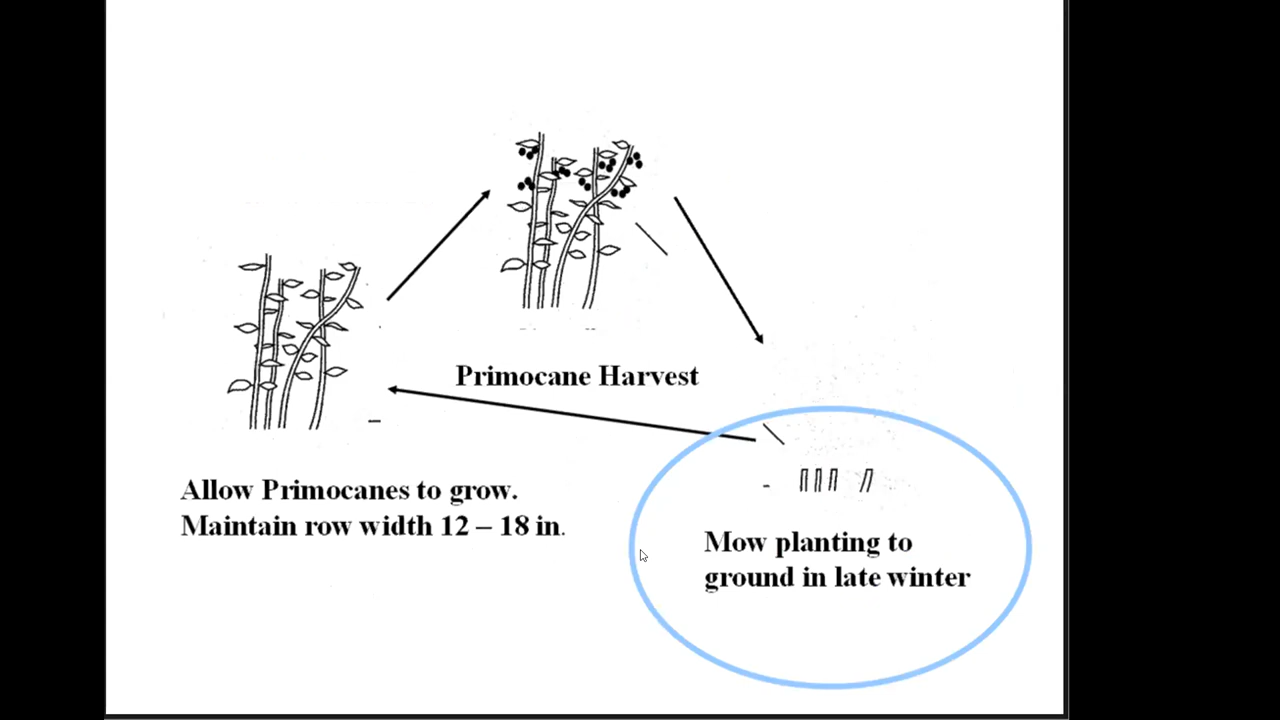 Primocane Harvest
Allow Primocanes to grow.
Maintain row width 12 – 18 in.
Mow planting to
ground in late winter